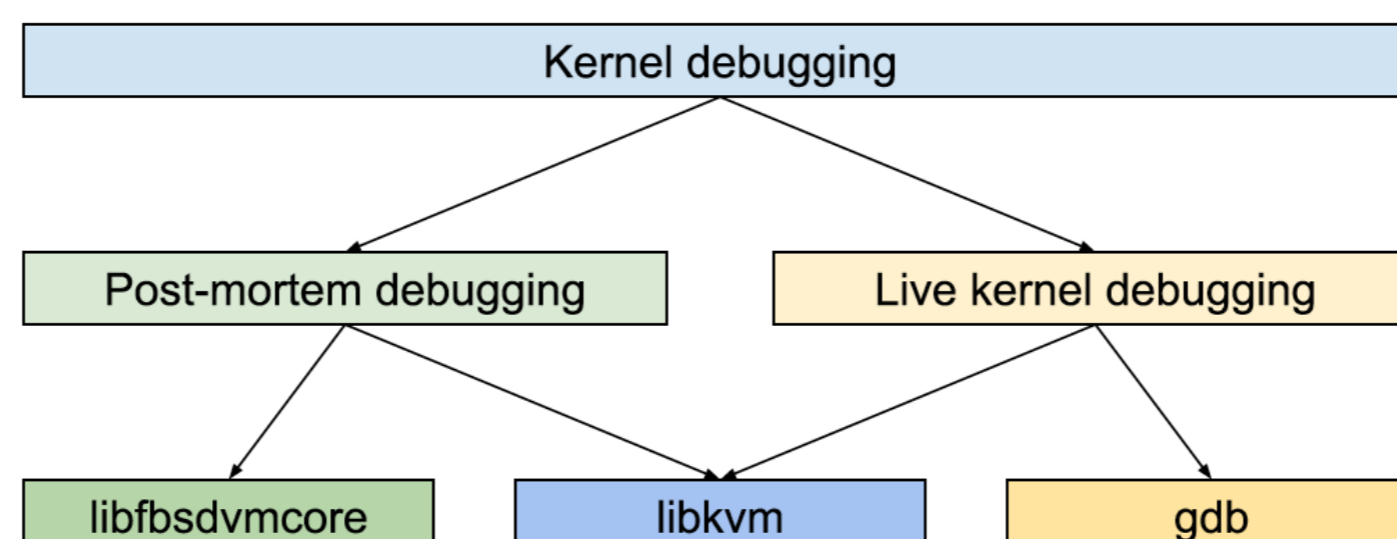 Kernel debugging
Post-mortem debugging
Live kernel debugging
libfbsdvmcore
libkvm
gdb